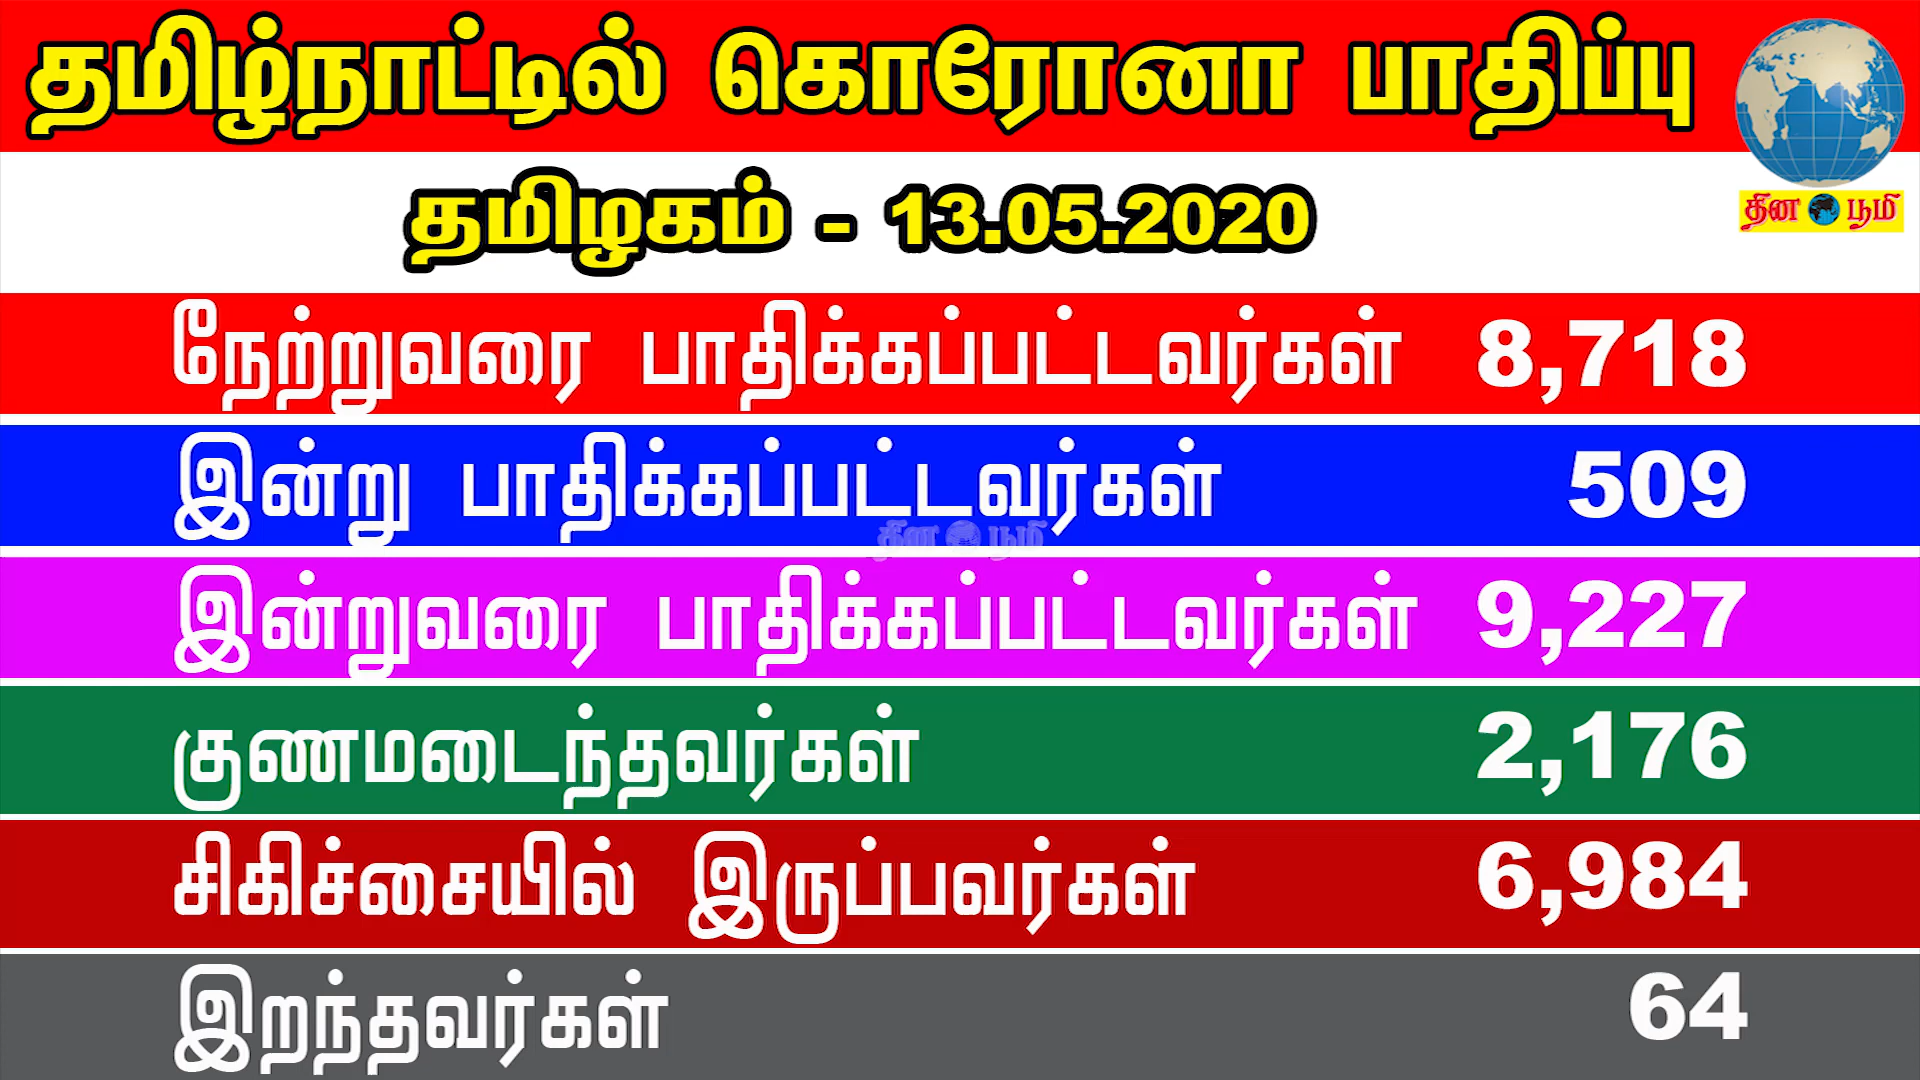 தமிழ்நாட்டில் கொரோனா பாதிப்பு
தின பூமி
தமிழகம் - 13.05.2020
நேற்றுவரை பாதிக்கப்பட்டவர்கள் 8,718
இன்று பாதிக்கப்பட்டவர்கள் 509
தின பூமி
இன்றுவரை பாதிக்கப்பட்டவர்கள் 9,227
குணமடைந்தவர்கள் 2,176
சிகிச்சையில் இருப்பவர்கள் 6,984
இறந்தவர்கள் 64